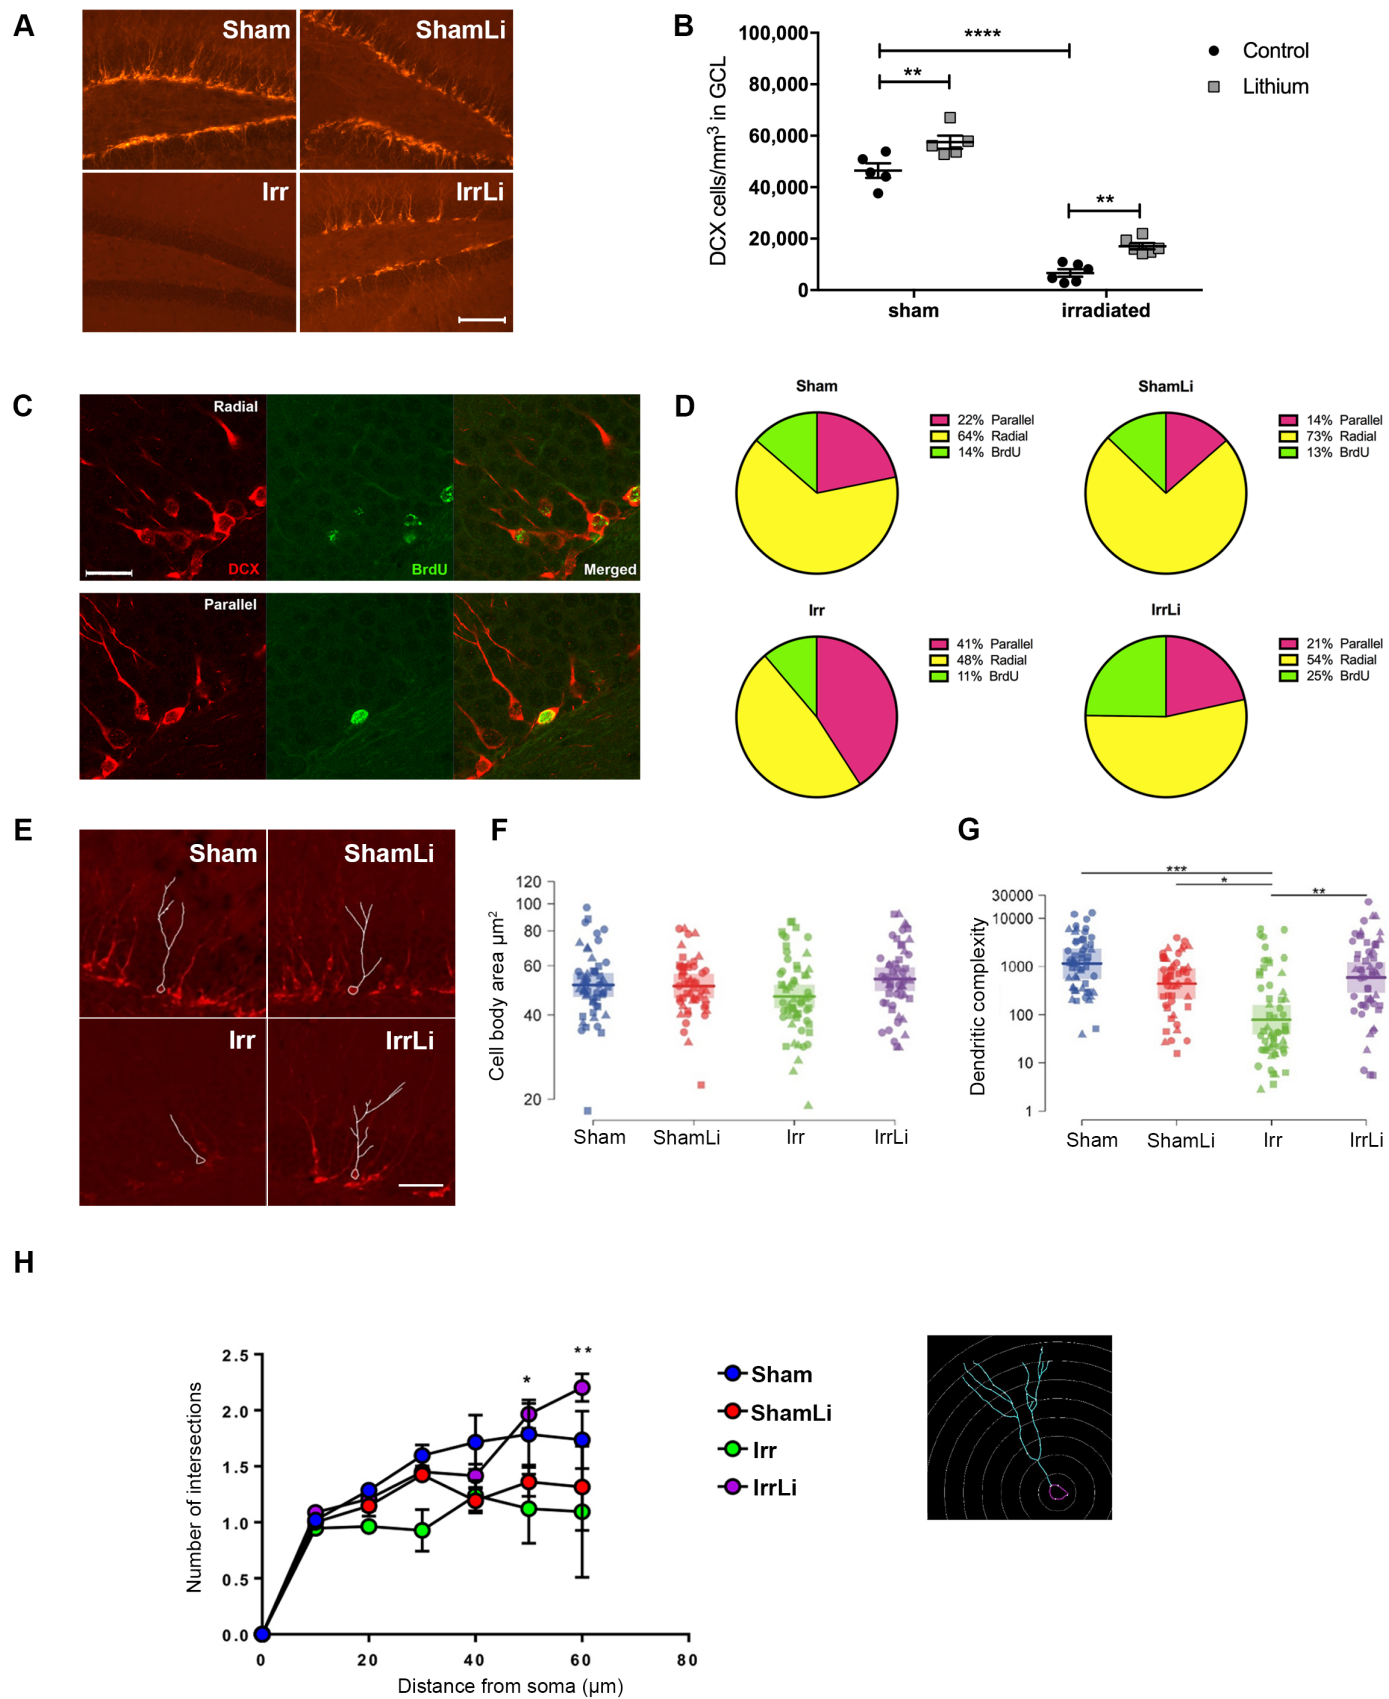 A
Sham
ShamLi
Irr
IrrLi
B
100,000
80,000
60,000
40,000
20,000
0
DCX cells/mm³ in GCL
****
**
**
sham
irradiated
Control
Lithium
C
Radial
DCX
BrdU
Merged
Parallel
D
Sham
22% Parallel
64% Radial
14% BrdU
ShamLi
14% Parallel
73% Radial
13% BrdU
Irr
41% Parallel
48% Radial
11% BrdU
IrrLi
21% Parallel
54% Radial
25% BrdU
E
Sham
ShamLi
Irr
IrrLi
F
120
100
80
60
40
20
Cell body area µm²
Sham
ShamLi
Irr
IrrLi
G
***
*
**
30000
10000
1000
100
10
1
Dendritic complexity
Sham
ShamLi
Irr
IrrLi
H
2.5
2.0
1.5
1.0
0.5
0.0
Number of intersections
*
**
0
20
40
60
80
Distance from soma (µm)
Sham
ShamLi
Irr
IrrLi